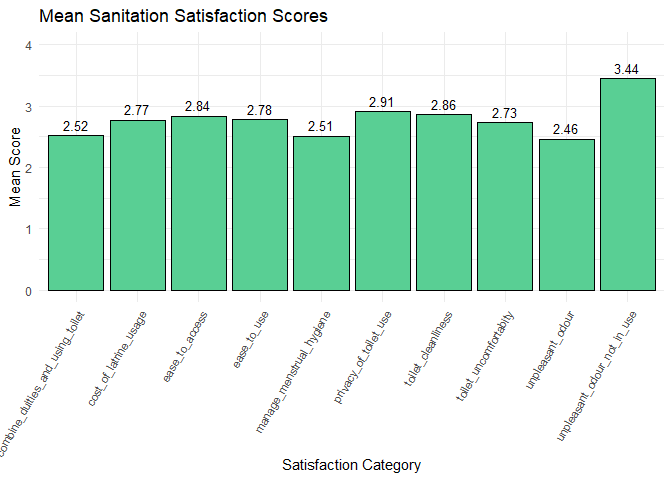 Mean Sanitation Satisfaction Scores
Mean Score
4
3
2
1
0
2.52
2.77
2.84
2.78
2.51
2.91
2.86
2.73
2.46
3.44
combine_duitles_and_using_toilet
cost_of_latrine_usage
ease_to_access
ease_to_use
manage_menstrual_hygiene
privacy_of_toilet_use
toilet_cleanliness
toilet_uncomfortability
unpleasant_odour
unpleasant_odour_not_in_use
Satisfaction Category